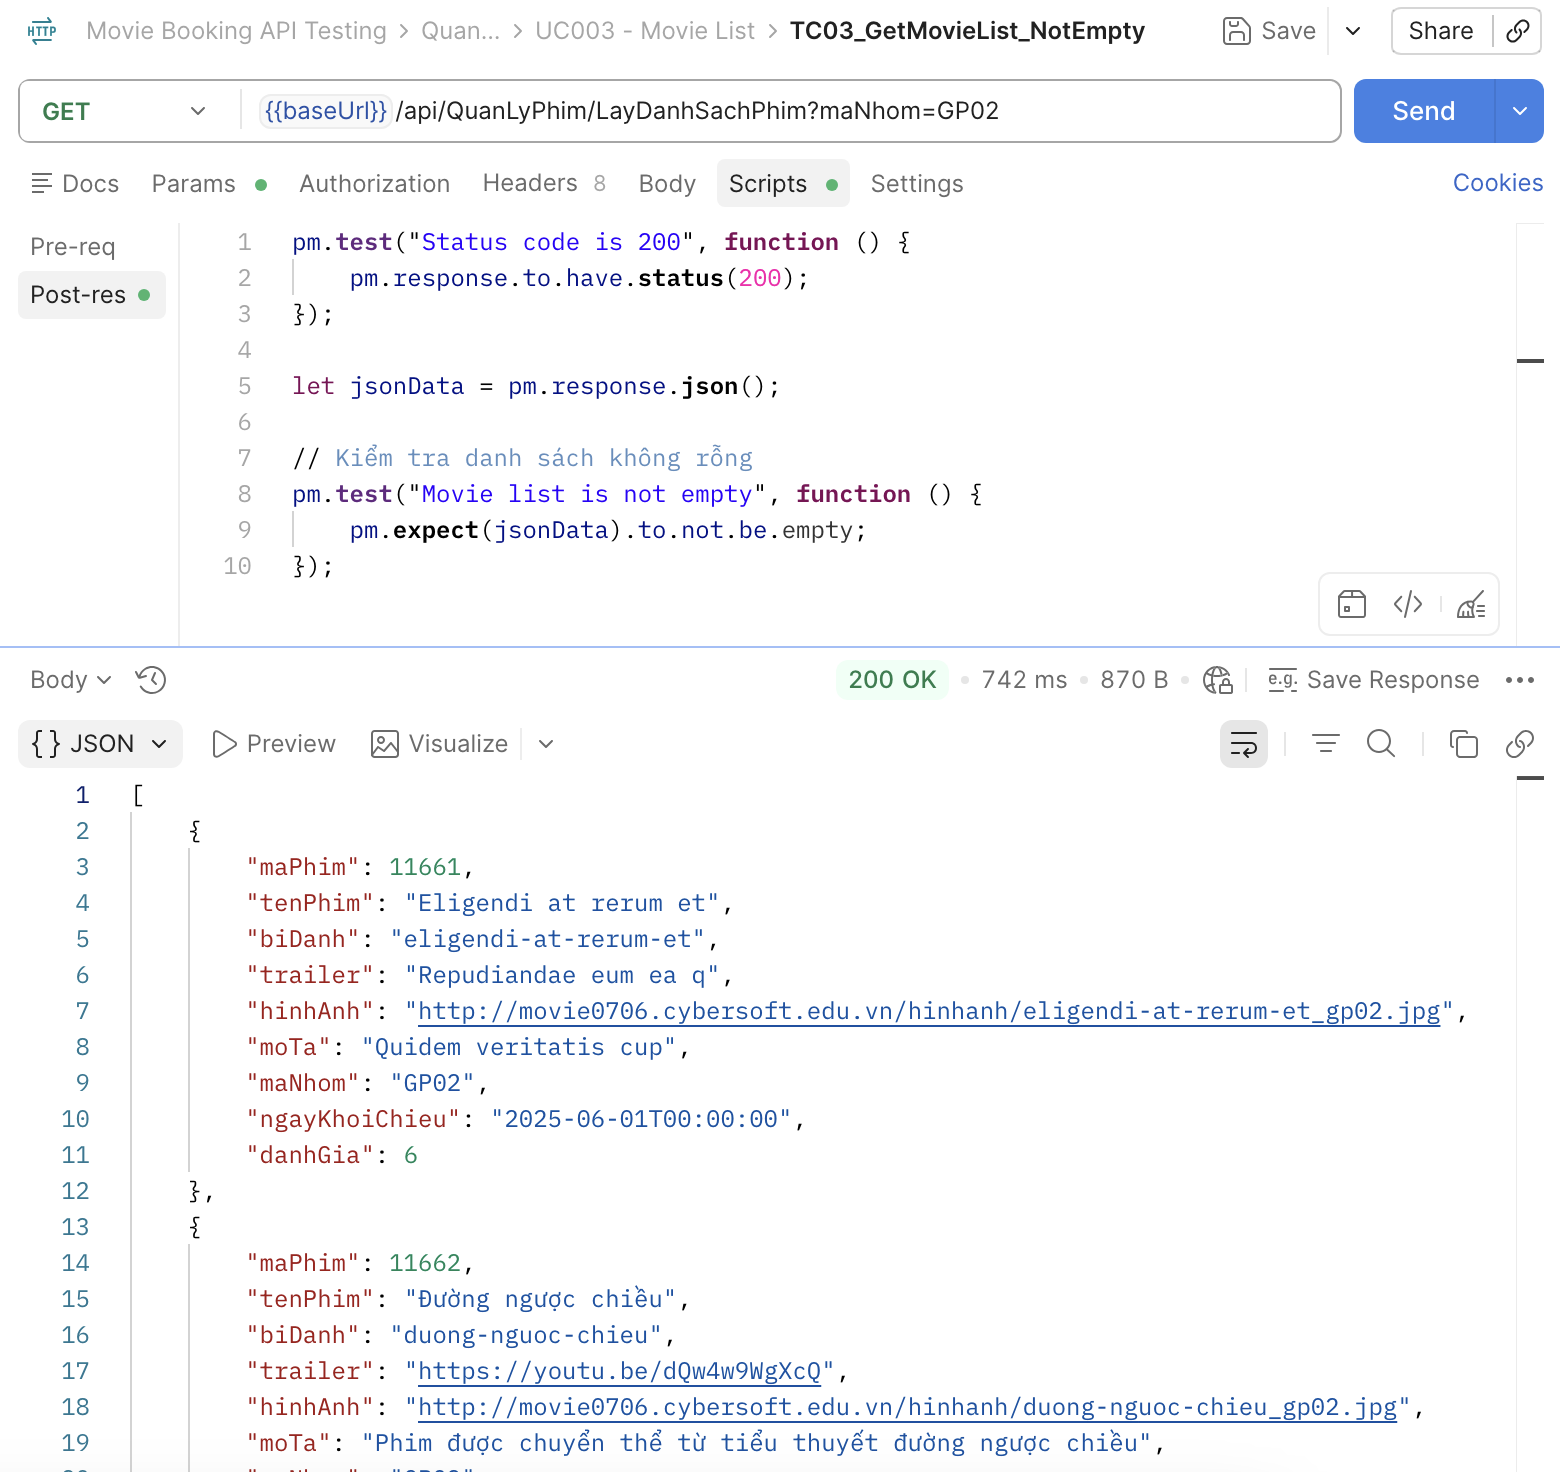 HTTP Movie Booking API Testing > Quan... > UC003 - Movie List > TC03_GetMovieList_NotEmpty Save Share
GET {{baseUrl}} /api/QuanLyPhim/LayDanhSachPhim?maNhom=GP02 Send
Docs Params Authorization Headers 8 Body Scripts Settings Cookies
Pre-req
Post-res
1 pm.test("Status code is 200", function () {
2 pm.response.to.have.status(200);
3 });
4
5 let jsonData = pm.response.json();
6
7 // Kiểm tra danh sách không rỗng
8 pm.test("Movie list is not empty", function () {
9 pm.expect(jsonData).to.not.be.empty;
10 });
Body 200 OK 742 ms 870 B e.g. Save Response
{} JSON Preview Visualize
1 [
2 {
3 "maPhim": 11661,
4 "tenPhim": "Eligendi at rerum et",
5 "biDanh": "eligendi-at-rerum-et",
6 "trailer": "Repudiandae eum ea q",
7 "hinhAnh": "http://movie0706.cybersoft.edu.vn/hinhanh/eligendi-at-rerum-et_gp02.jpg",
8 "moTa": "Quidem veritatis cup",
9 "maNhom": "GP02",
10 "ngayKhoiChieu": "2025-06-01T00:00:00",
11 "danhGia": 6
12 },
13 {
14 "maPhim": 11662,
15 "tenPhim": "Đường ngược chiều",
16 "biDanh": "duong-nguoc-chieu",
17 "trailer": "https://youtu.be/dQw4w9WgXcQ",
18 "hinhAnh": "http://movie0706.cybersoft.edu.vn/hinhanh/duong-nguoc-chieu_gp02.jpg",
19 "moTa": "Phim được chuyển thể từ tiểu thuyết đường ngược chiều",